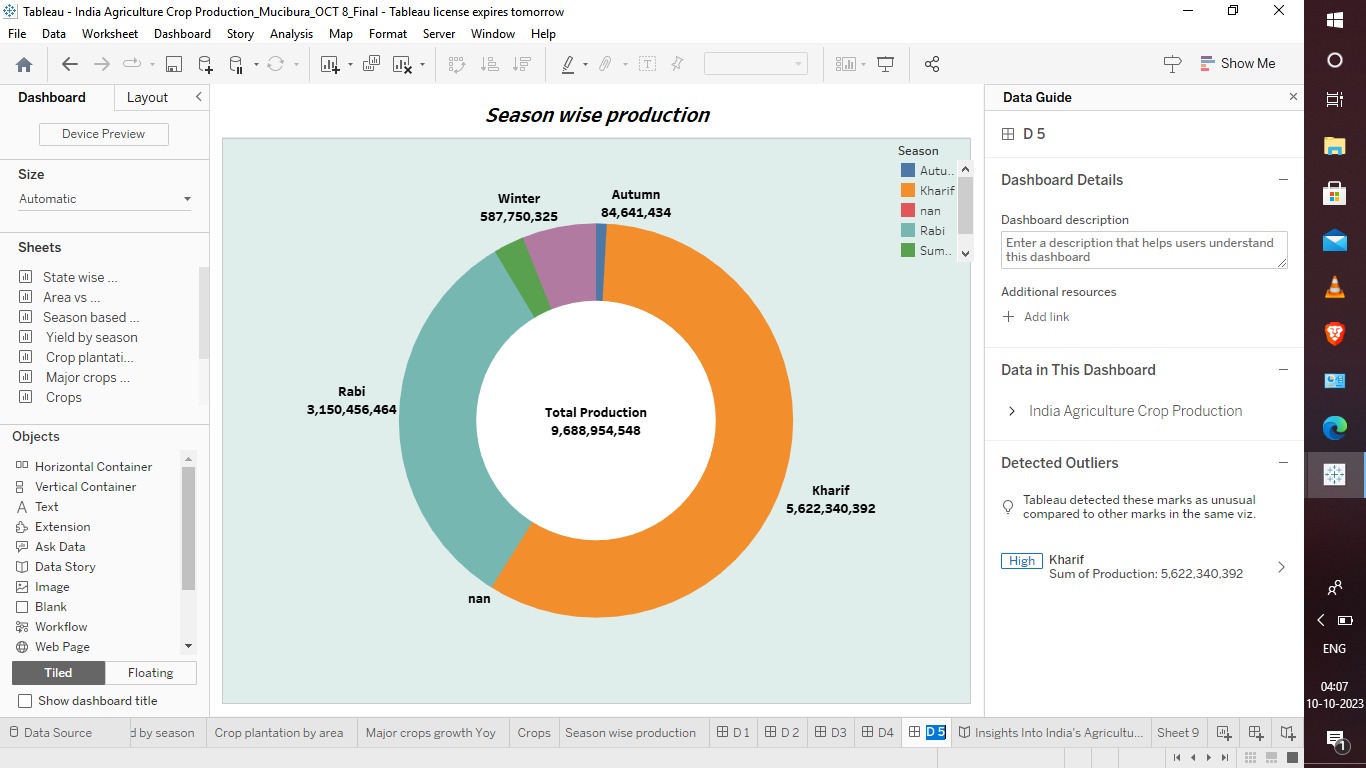 Tableau - India Agriculture Crop Production_Mucibura_OCT 8_Final - Tableau license expires tomorrow
File Data Worksheet Dashboard Story Analysis Map Format Server Window Help
Show Me
Dashboard Layout
Device Preview
Size
Automatic
Sheets
State wise ...
Area vs ...
Season based ...
Yield by season
Crop plantati...
Major crops ...
Crops
Objects
Horizontal Container
Vertical Container
Text
Extension
Ask Data
Data Story
Image
Blank
Workflow
Web Page
Tiled Floating
Show dashboard title
Season wise production
Season
Autu..
Kharif
nan
Rabi
Sum..
Winter
587,750,325
Autumn
84,641,434
Rabi
3,150,456,464
Total Production
9,688,954,548
Kharif
5,622,340,392
nan
Data Guide
D 5
Dashboard Details
Dashboard description
Enter a description that helps users understand
this dashboard
Additional resources
Add link
Data in This Dashboard
India Agriculture Crop Production
Detected Outliers
Tableau detected these marks as unusual
compared to other marks in the same viz.
High Kharif
Sum of Production: 5,622,340,392
Data Source d by season Crop plantation by area Major crops growth Yoy Crops Season wise production D 1 D 2 D3 D4 D 5 Insights Into India's Agricultu... Sheet 9
ENG
04:07
10-10-2023
1